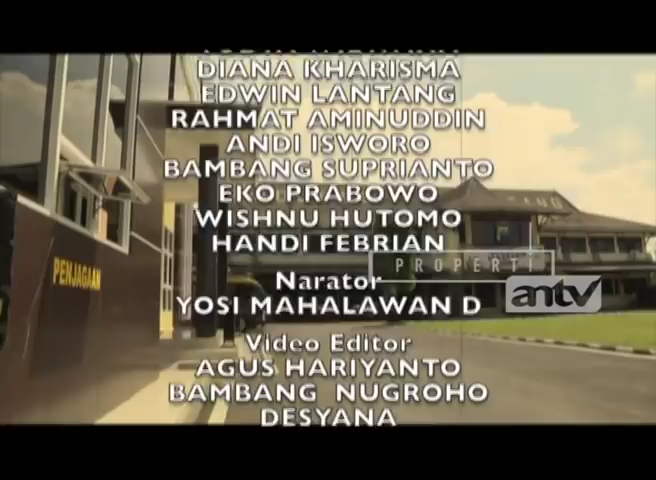 DIANA KHARISMA
EDWIN LANTANG
RAHMAT AMINUDDIN
ANDI ISWORO
BAMBANG SUPRIANTO
EKO PRABOWO
WISHNU HUTOMO
HANDI FEBRIAN
Narator
YOSI MAHALAWAN D
Video Editor
AGUS HARIYANTO
BAMBANG NUGROHO
DESYANA
PENJAGAAN
PROPERTI
antv